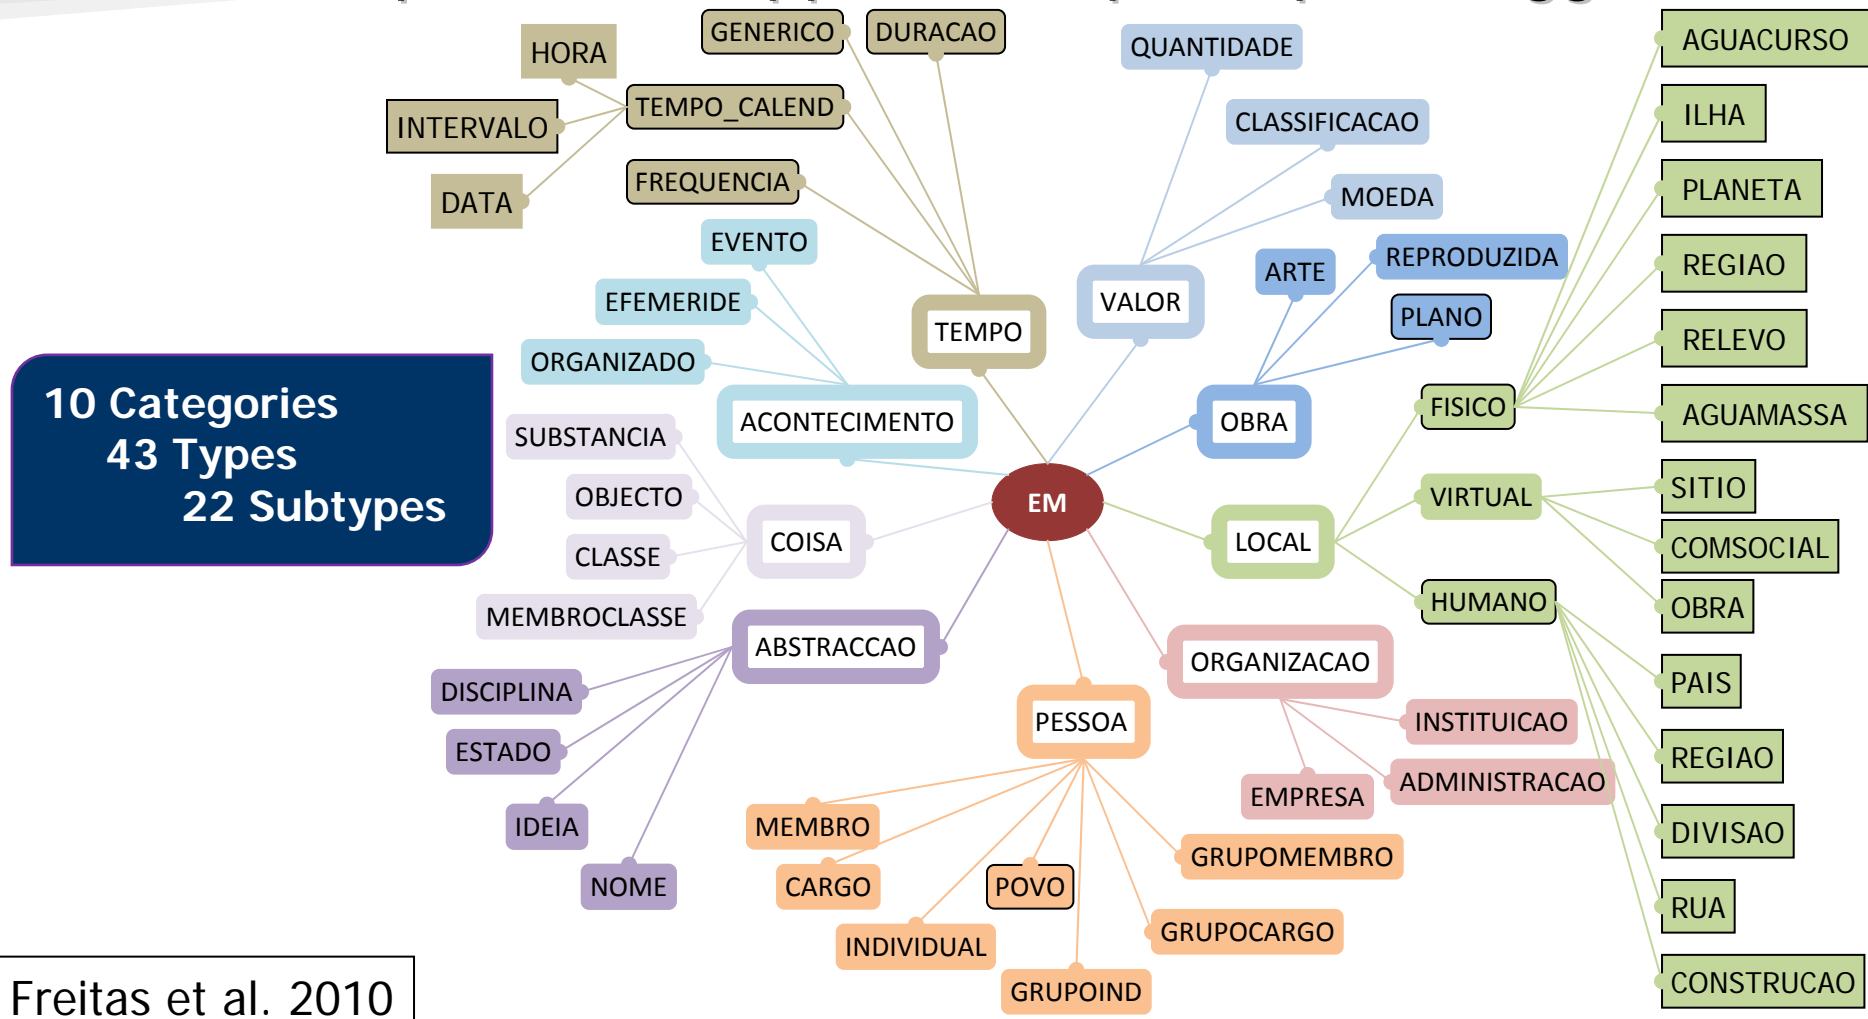 GENERICO
DURACAO
HORA
QUANTIDADE
AGUACURSO
TEMPO_CALEND
INTERVALO
CLASSIFICACAO
ILHA
FREQUENCIA
DATA
MOEDA
PLANETA
EVENTO
ARTE
REPRODUZIDA
REGIAO
EFEMERIDE
VALOR
PLANO
TEMPO
RELEVO
ORGANIZADO
10 Categories
43 Types
22 Subtypes
ACONTECIMENTO
OBRA
FISICO
AGUAMASSA
SUBSTANCIA
OBJECTO
EM
VIRTUAL
SITIO
CLASSE
COISA
LOCAL
COMSOCIAL
MEMBROCLASSE
HUMANO
OBRA
ABSTRACCAO
ORGANIZACAO
PAIS
DISCIPLINA
PESSOA
INSTITUICAO
ESTADO
REGIAO
EMPRESA
ADMINISTRACAO
IDEIA
MEMBRO
DIVISAO
GRUPOMEMBRO
NOME
CARGO
POVO
RUA
INDIVIDUAL
GRUPOCARGO
GRUPOIND
CONSTRUCAO
Freitas et al. 2010